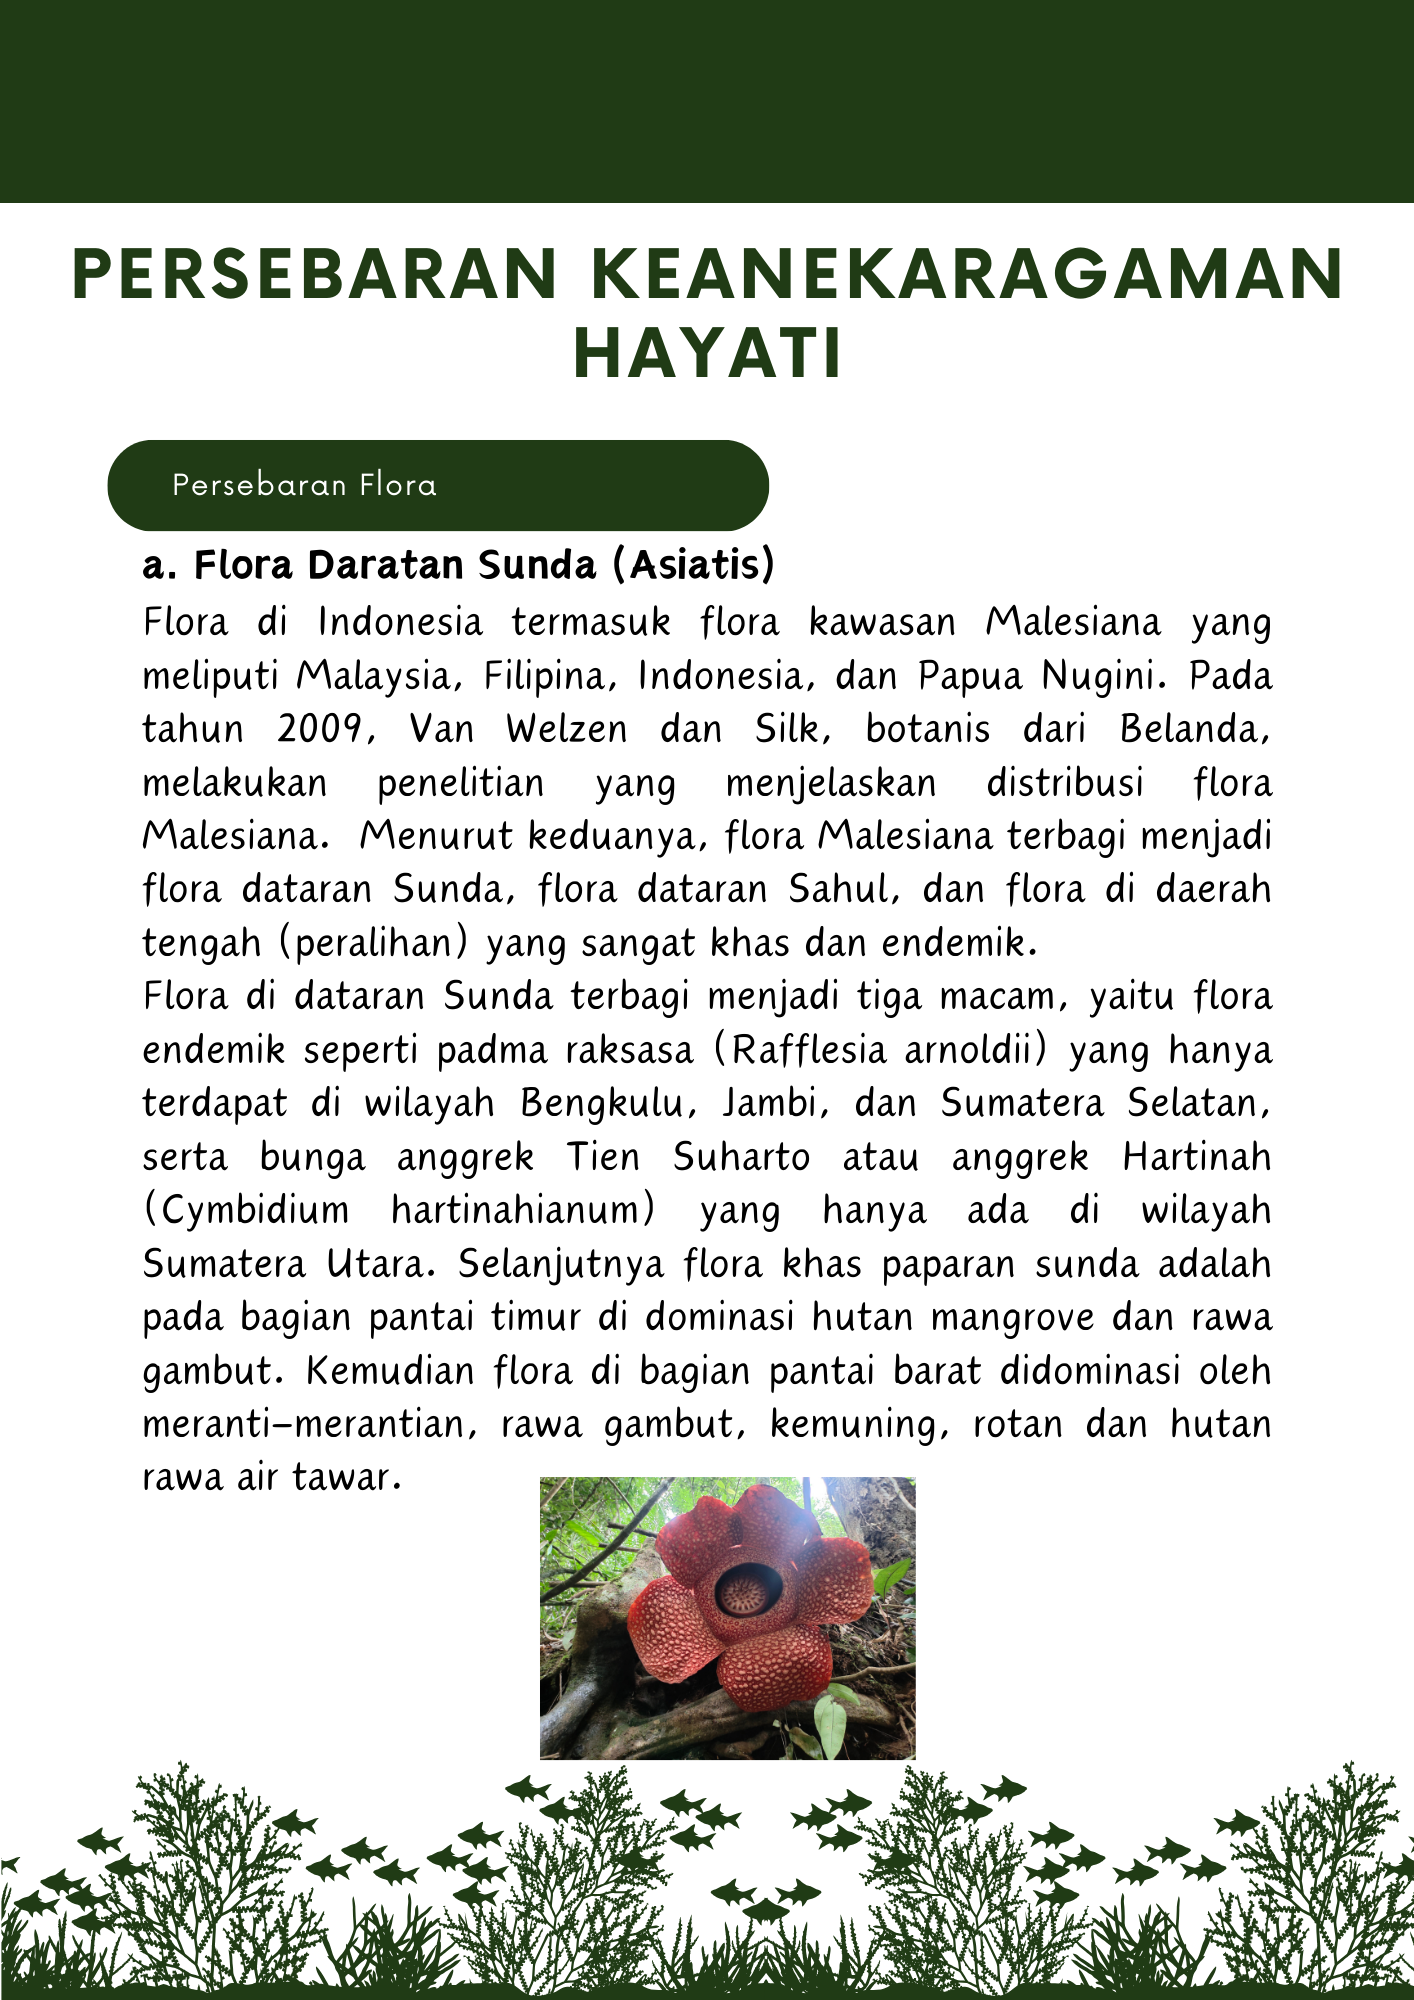 PERSEBARAN KEANEKARAGAMAN
HAYATI
Persebaran Flora
a. Flora Daratan Sunda (Asiatis)
Flora di Indonesia termasuk flora kawasan Malesiana yang
meliputi Malaysia, Filipina, Indonesia, dan Papua Nugini. Pada
tahun 2009, Van Welzen dan Silk, botanis dari Belanda,
melakukan penelitian yang menjelaskan distribusi flora
Malesiana. Menurut keduanya, flora Malesiana terbagi menjadi
flora dataran Sunda, flora dataran Sahul, dan flora di daerah
tengah (peralihan) yang sangat khas dan endemik.
Flora di dataran Sunda terbagi menjadi tiga macam, yaitu flora
endemik seperti padma raksasa (Rafflesia arnoldii) yang hanya
terdapat di wilayah Bengkulu, Jambi, dan Sumatera Selatan,
serta bunga anggrek Tien Suharto atau anggrek Hartinah
(Cymbidium hartinahianum) yang hanya ada di wilayah
Sumatera Utara. Selanjutnya flora khas paparan sunda adalah
pada bagian pantai timur di dominasi hutan mangrove dan rawa
gambut. Kemudian flora di bagian pantai barat didominasi oleh
meranti-merantian, rawa gambut, kemuning, rotan dan hutan
rawa air tawar.